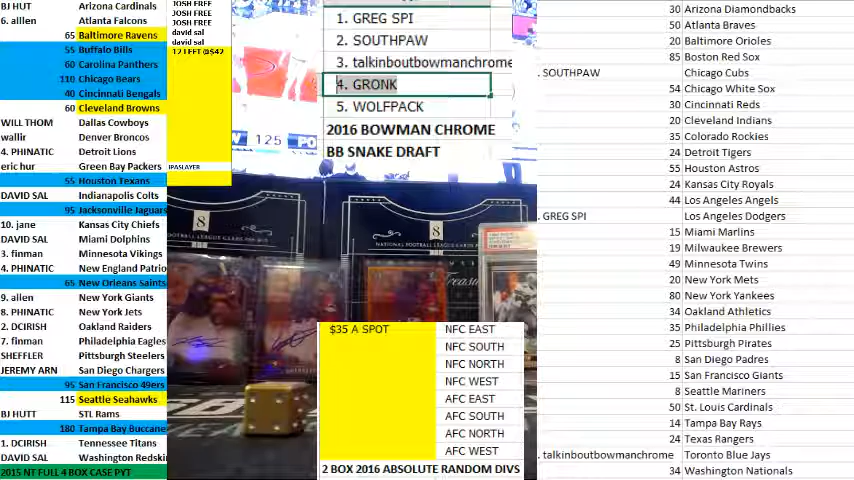 BJ HUT Arizona Cardinals
6. alllen Atlanta Falcons
65 Baltimore Ravens
55 Buffalo Bills
60 Carolina Panthers
110 Chicago Bears
40 Cincinnati Bengals
60 Cleveland Browns
WILL THOM Dallas Cowboys
wallir Denver Broncos
4. PHINATIC Detroit Lions
eric hur Green Bay Packers
55 Houston Texans
DAVID SAL Indianapolis Colts
95 Jacksonville Jaguars
10. jane Kansas City Chiefs
DAVID SAL Miami Dolphins
3. finman Minnesota Vikings
4. PHINATIC New England Patrio
65 New Orleans Saints
9. allen New York Giants
8. PHINATIC New York Jets
2. DCIRISH Oakland Raiders
7. finman Philadelphia Eagles
SHEFFLER Pittsburgh Steelers
JEREMY ARN San Diego Chargers
95 San Francisco 49ers
115 Seattle Seahawks
BJ HUTT STL Rams
180 Tampa Bay Buccane
1. DCIRISH Tennessee Titans
DAVID SAL Washington Redski
2015 NT FULL 4 BOX CASE PYT
JOSH FREE
JOSH FREE
JOSH FREE
david sal
david sal
12 LEFT @$42
IPASLAYER
1. GREG SPI
2. SOUTHPAW
3. talkinboutbowmanchrome
4. GRONK
5. WOLFPACK
2016 BOWMAN CHROME
BB SNAKE DRAFT
125
8
8
NATIONAL FOOTBALL LEAGUE
$35 A SPOT NFC EAST
NFC SOUTH
NFC NORTH
NFC WEST
AFC EAST
AFC SOUTH
AFC NORTH
AFC WEST
2 BOX 2016 ABSOLUTE RANDOM DIVS
30 Arizona Diamondbacks
50 Atlanta Braves
20 Baltimore Orioles
85 Boston Red Sox
. SOUTHPAW Chicago Cubs
54 Chicago White Sox
30 Cincinnati Reds
20 Cleveland Indians
35 Colorado Rockies
24 Detroit Tigers
55 Houston Astros
24 Kansas City Royals
44 Los Angeles Angels
. GREG SPI Los Angeles Dodgers
15 Miami Marlins
19 Milwaukee Brewers
49 Minnesota Twins
20 New York Mets
80 New York Yankees
34 Oakland Athletics
35 Philadelphia Phillies
25 Pittsburgh Pirates
8 San Diego Padres
15 San Francisco Giants
8 Seattle Mariners
50 St. Louis Cardinals
14 Tampa Bay Rays
24 Texas Rangers
. talkinboutbowmanchrome Toronto Blue Jays
34 Washington Nationals